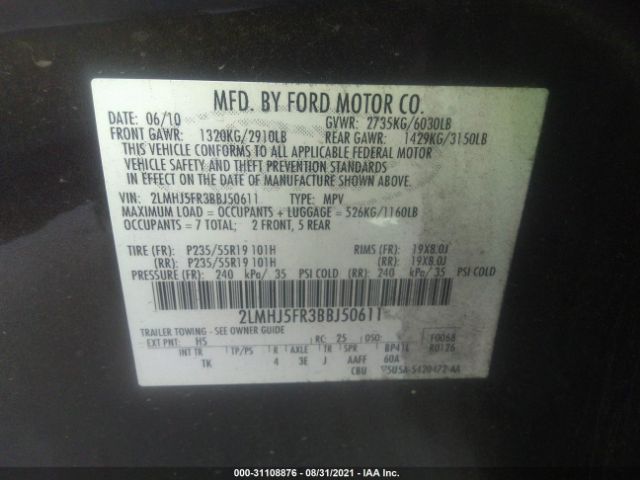 MFD. BY FORD MOTOR CO.
DATE: 06/10 GVWR: 2735KG/6030LB
FRONT GAWR: 1320KG/2910LB REAR GAWR: 1429KG/3150LB
THIS VEHICLE CONFORMS TO ALL APPLICABLE FEDERAL MOTOR
VEHICLE SAFETY AND THEFT PREVENTION STANDARDS
IN EFFECT ON THE DATE OF MANUFACTURE SHOWN ABOVE.
VIN: 2LMHJ5FR3BBJ50611 TYPE: MPV
MAXIMUM LOAD = OCCUPANTS + LUGGAGE = 526KG/1160LB
OCCUPANTS = 7 TOTAL; 2 FRONT, 5 REAR
TIRE (FR): P235/55R19 101H RIMS (FR): 19X8.0J
(RR): P235/55R19 101H (RR): 19X8.0J
PRESSURE (FR): 240 kPa/ 35 PSI COLD (RR): 240 kPa/ 35 PSI COLD
2LMHJ5FR3BBJ50611
TRAILER TOWING - SEE OWNER GUIDE
EXT PNT: HS RC: 25 DSO: F0068
INT TR TP/PS R AXLE TR SPR BP41E R0126
TK 4 3E J AAFF 60A
CBU 5U5A-5420472-AA
000-31108876 - 08/31/2021 - IAA Inc.